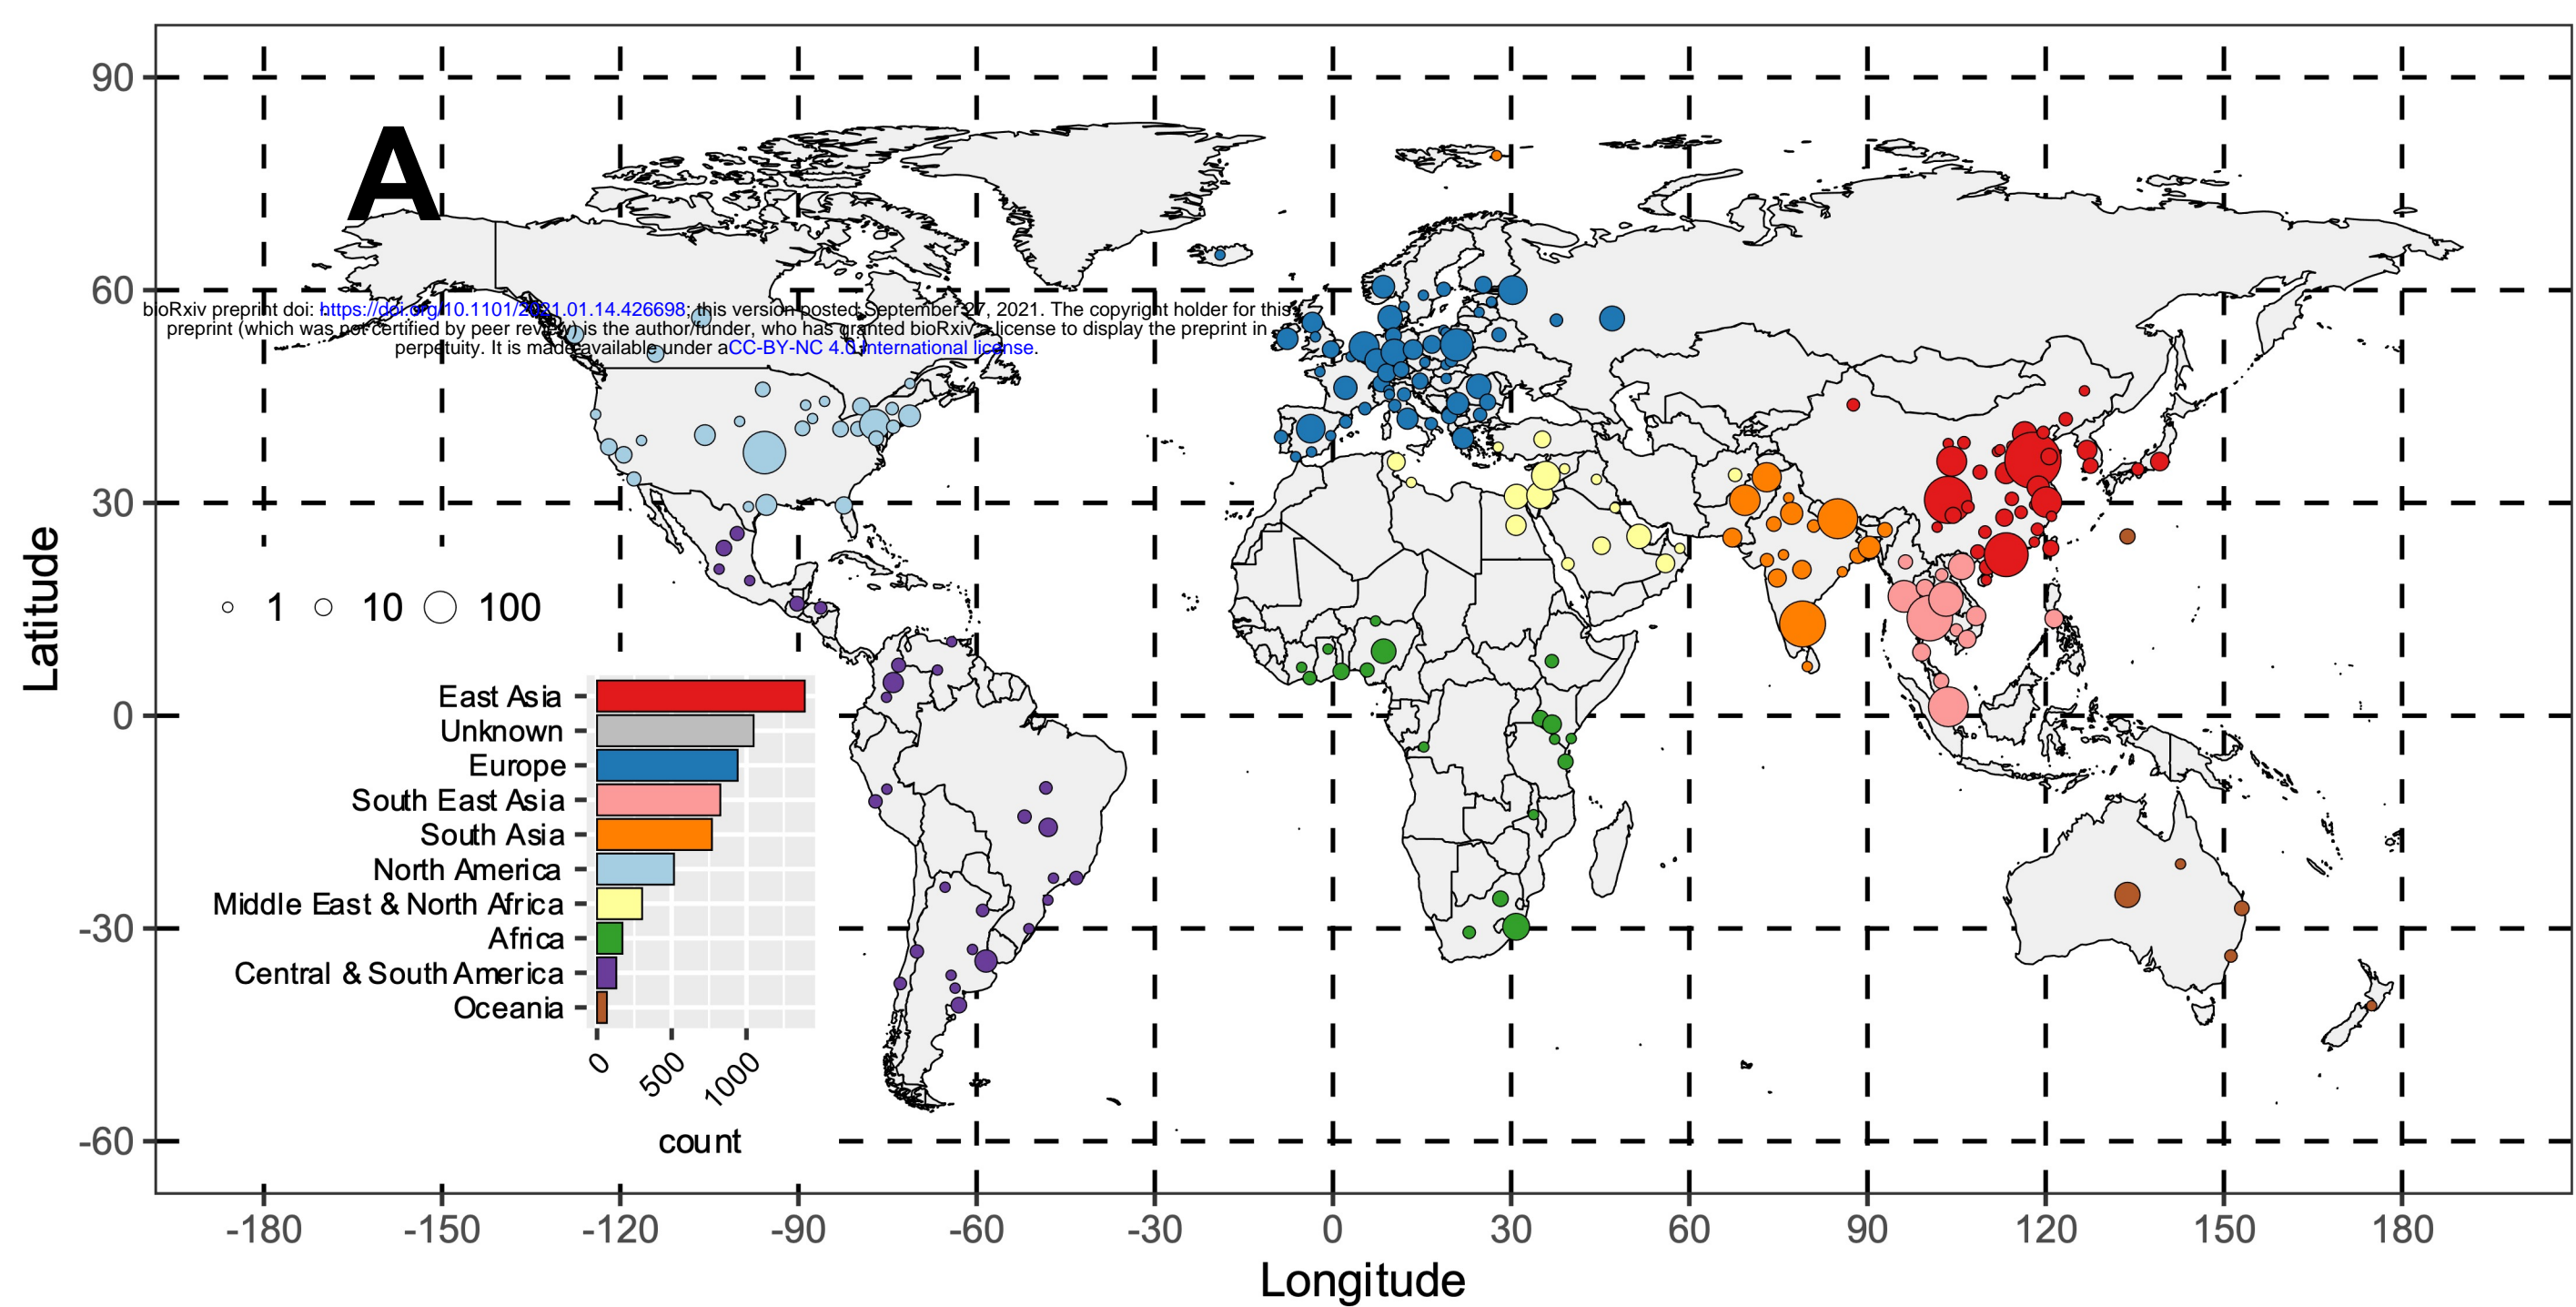 A
90
60
30
0
-30
-60
Latitude
bioRxiv preprint doi: https://doi.org/10.1101/2021.01.14.426698; this version posted September 27, 2021. The copyright holder for this
preprint (which was not certified by peer review) is the author/funder, who has granted bioRxiv a license to display the preprint in
perpetuity. It is made available under aCC-BY-NC 4.0 International license.
1 10 100
East Asia
Unknown
Europe
South East Asia
South Asia
North America
Middle East & North Africa
Africa
Central & South America
Oceania
0 500 1000
count
-180 -150 -120 -90 -60 -30 0 30 60 90 120 150 180
Longitude